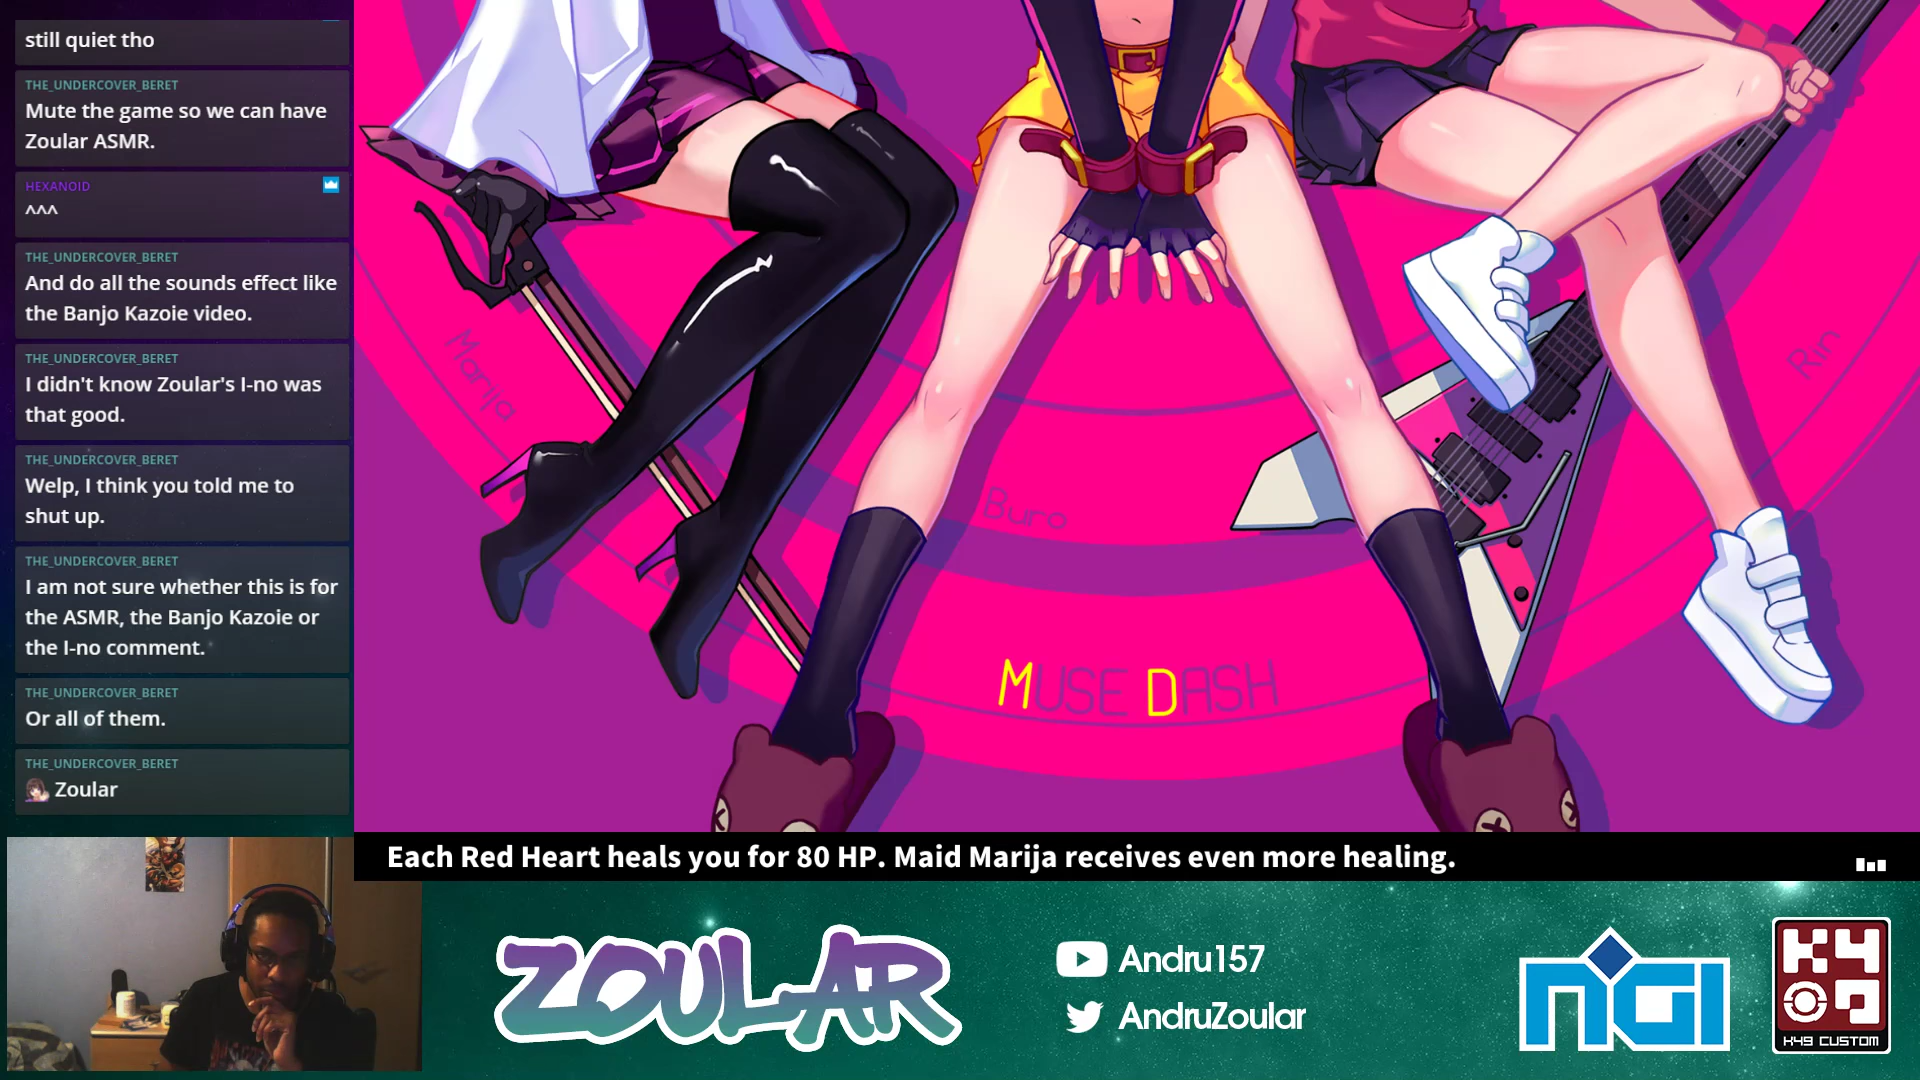 still quiet tho
THE_UNDERCOVER_BERET
Mute the game so we can have
Zoular ASMR.
HEXANOID
^^^
THE_UNDERCOVER_BERET
And do all the sounds effect like
the Banjo Kazoie video.
THE_UNDERCOVER_BERET
I didn't know Zoular's I-no was
that good.
THE_UNDERCOVER_BERET
Welp, I think you told me to
shut up.
THE_UNDERCOVER_BERET
I am not sure whether this is for
the ASMR, the Banjo Kazoie or
the I-no comment.
THE_UNDERCOVER_BERET
Or all of them.
THE_UNDERCOVER_BERET
Zoular
Marija
Buro
Rin
MUSE DASH
Each Red Heart heals you for 80 HP. Maid Marija receives even more healing.
ZOULAR
Andru157
AndruZoular
NGI
K49
K49 CUSTOM